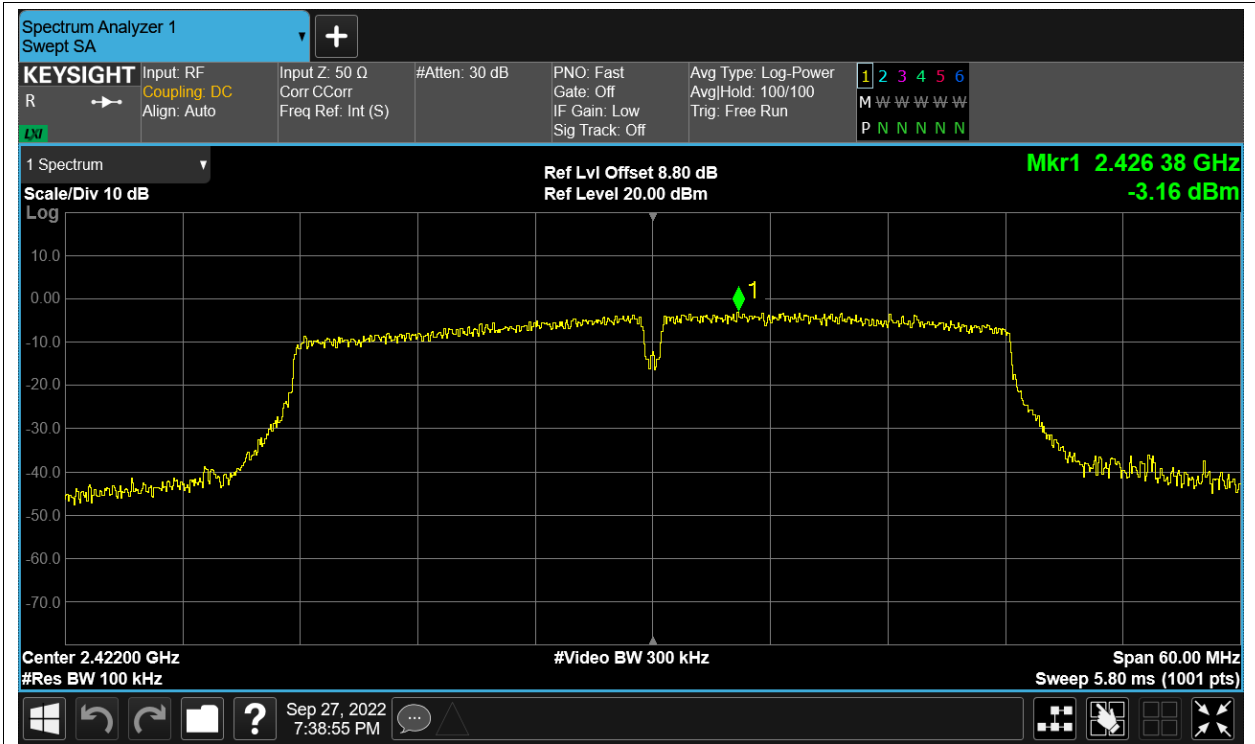 Spectrum Analyzer 1
Swept SA
KEYSIGHT
R
LXI
Input: RF
Coupling: DC
Align: Auto
Input Z: 50 Ω
Corr CCorr
Freq Ref: Int (S)
#Atten: 30 dB
PNO: Fast
Gate: Off
IF Gain: Low
Sig Track: Off
Avg Type: Log-Power
Avg|Hold: 100/100
Trig: Free Run
1 2 3 4 5 6
M W W W W W
P N N N N N
1 Spectrum
Scale/Div 10 dB
Log
Ref Lvl Offset 8.80 dB
Ref Level 20.00 dBm
Mkr1 2.426 38 GHz
-3.16 dBm
10.0
0.00
-10.0
-20.0
-30.0
-40.0
-50.0
-60.0
-70.0
1
Center 2.42200 GHz
#Res BW 100 kHz
#Video BW 300 kHz
Span 60.00 MHz
Sweep 5.80 ms (1001 pts)
?
Sep 27, 2022
7:38:55 PM